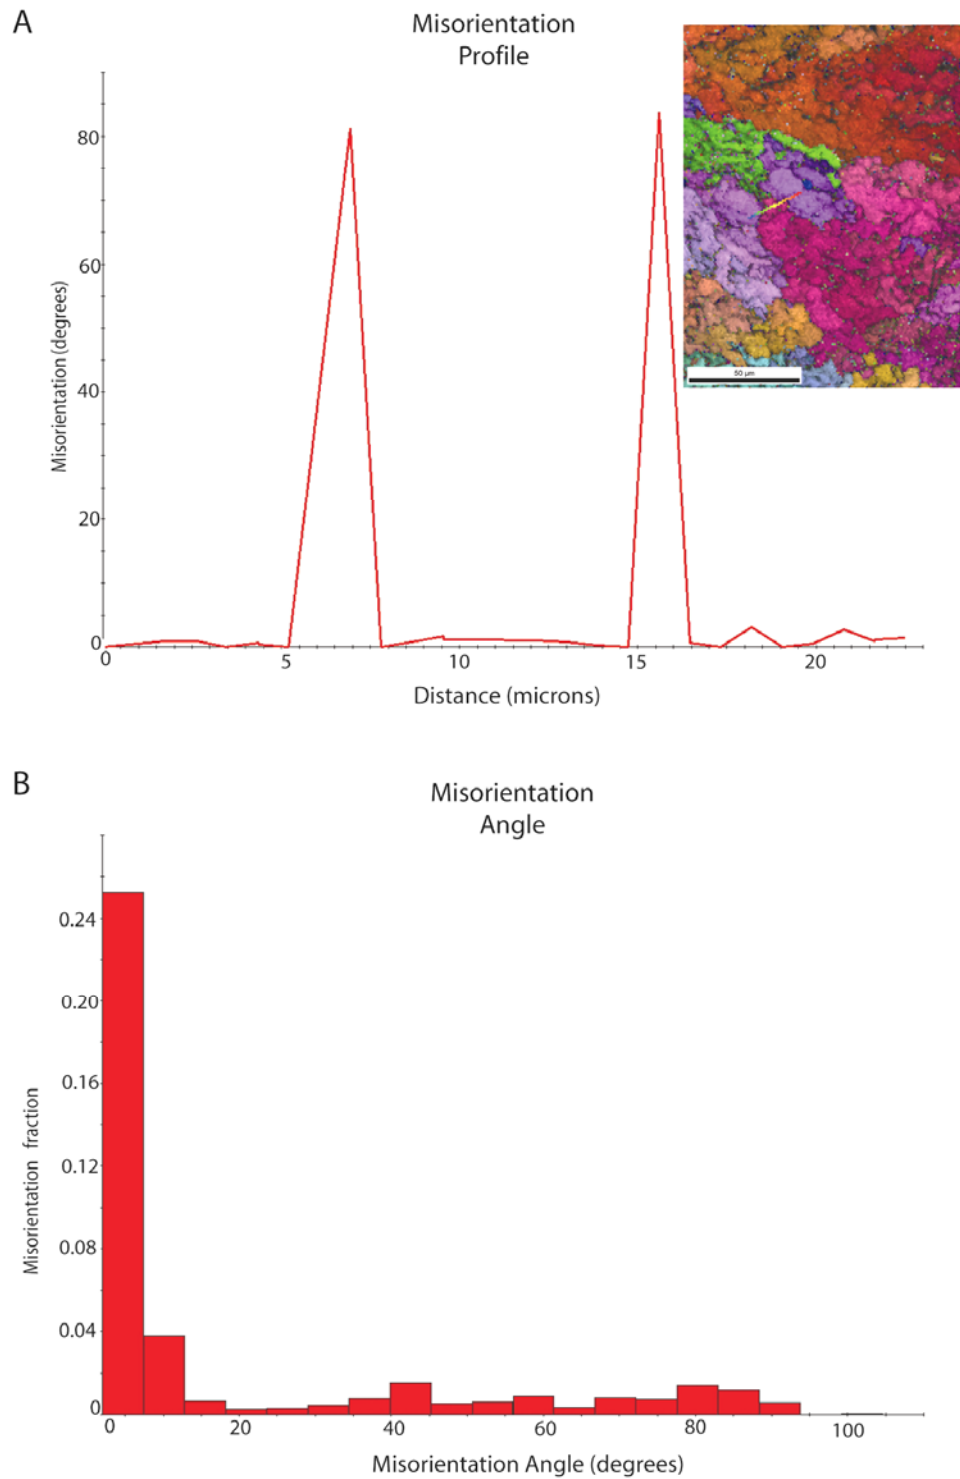 A
Misorientation
Profile
Misorientation (degrees)
80
60
40
20
0
0 5 10 15 20
Distance (microns)
50 µm
B
Misorientation
Angle
Misorientation fraction
0.24
0.20
0.16
0.12
0.08
0.04
0
0 20 40 60 80 100
Misorientation Angle (degrees)